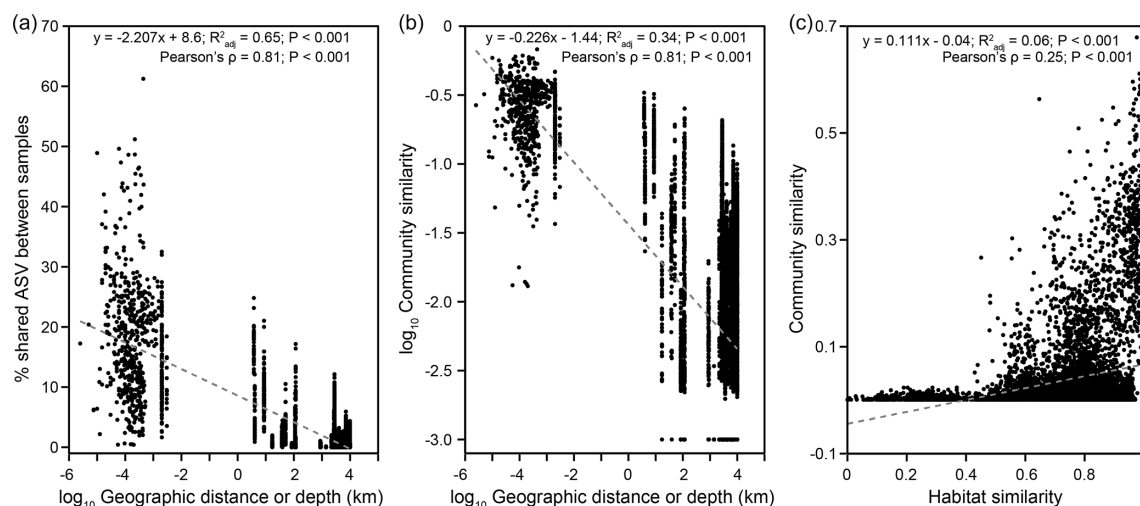 (a)
y = -2.207x + 8.6; R²adj = 0.65; P < 0.001
Pearson's ρ = 0.81; P < 0.001
% shared ASV between samples
70
60
50
40
30
20
10
0
-6
-4
-2
0
2
4
log₁₀ Geographic distance or depth (km)
(b)
y = -0.226x - 1.44; R²adj = 0.34; P < 0.001
Pearson's ρ = 0.81; P < 0.001
log₁₀ Community similarity
0
-0.5
-1.0
-1.5
-2.0
-2.5
-3.0
-6
-4
-2
0
2
4
log₁₀ Geographic distance or depth (km)
(c)
y = 0.111x - 0.04; R²adj = 0.06; P < 0.001
Pearson's ρ = 0.25; P < 0.001
Community similarity
0.7
0.5
0.3
0.1
-0.1
0
0.2
0.4
0.6
0.8
Habitat similarity